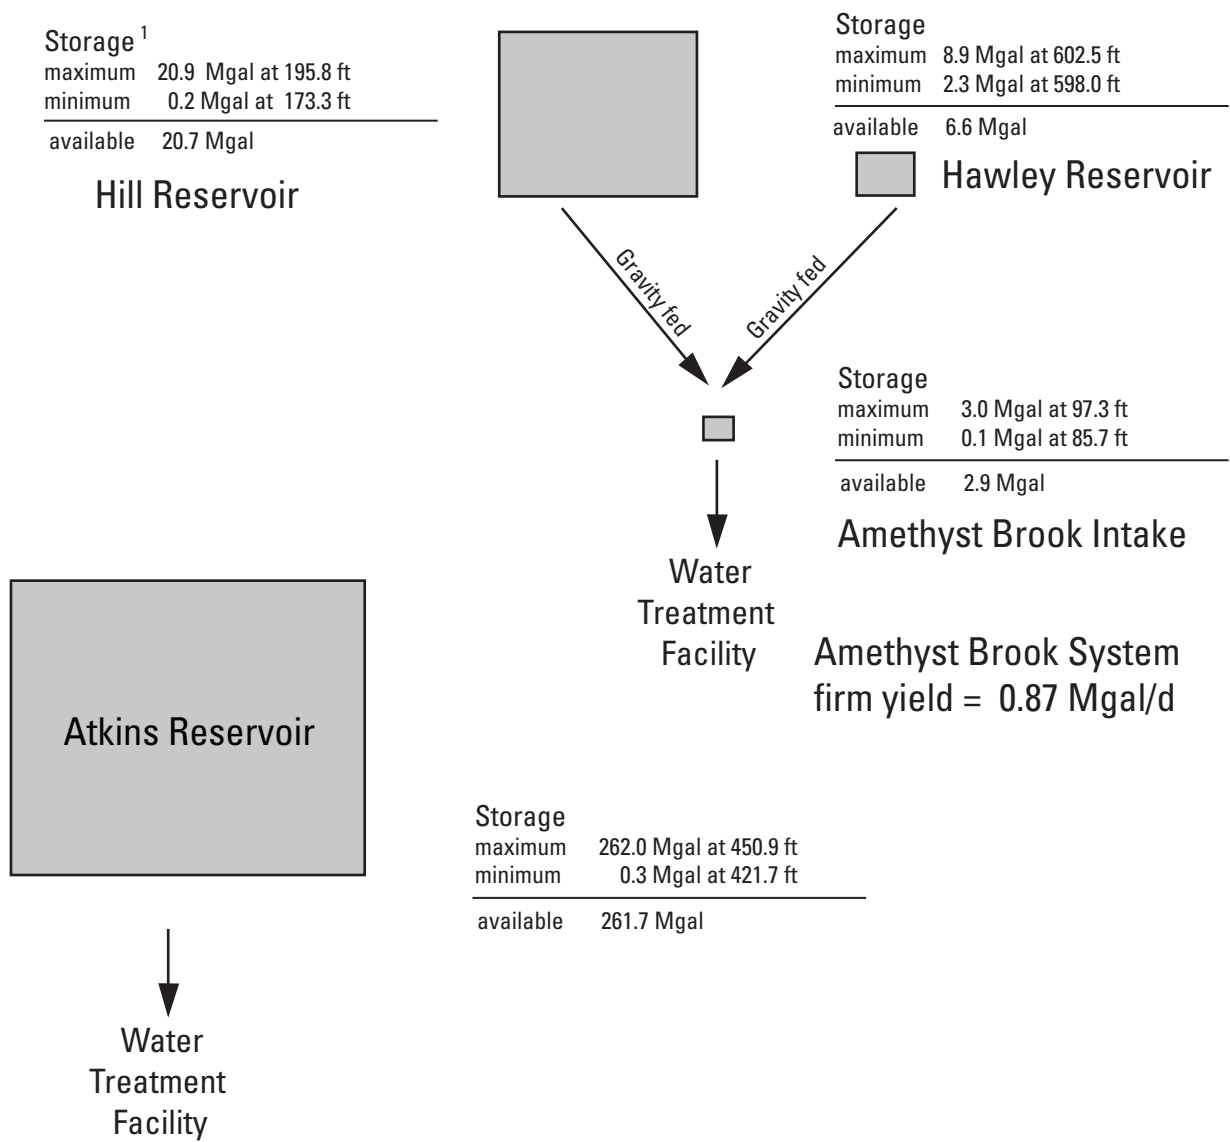 Storage 1
maximum 20.9 Mgal at 195.8 ft
minimum 0.2 Mgal at 173.3 ft
available 20.7 Mgal
Hill Reservoir
Storage
maximum 8.9 Mgal at 602.5 ft
minimum 2.3 Mgal at 598.0 ft
available 6.6 Mgal
Hawley Reservoir
Gravity fed
Gravity fed
Storage
maximum 3.0 Mgal at 97.3 ft
minimum 0.1 Mgal at 85.7 ft
available 2.9 Mgal
Amethyst Brook Intake
Water
Treatment
Facility
Amethyst Brook System
firm yield = 0.87 Mgal/d
Atkins Reservoir
Storage
maximum 262.0 Mgal at 450.9 ft
minimum 0.3 Mgal at 421.7 ft
available 261.7 Mgal
Water
Treatment
Facility